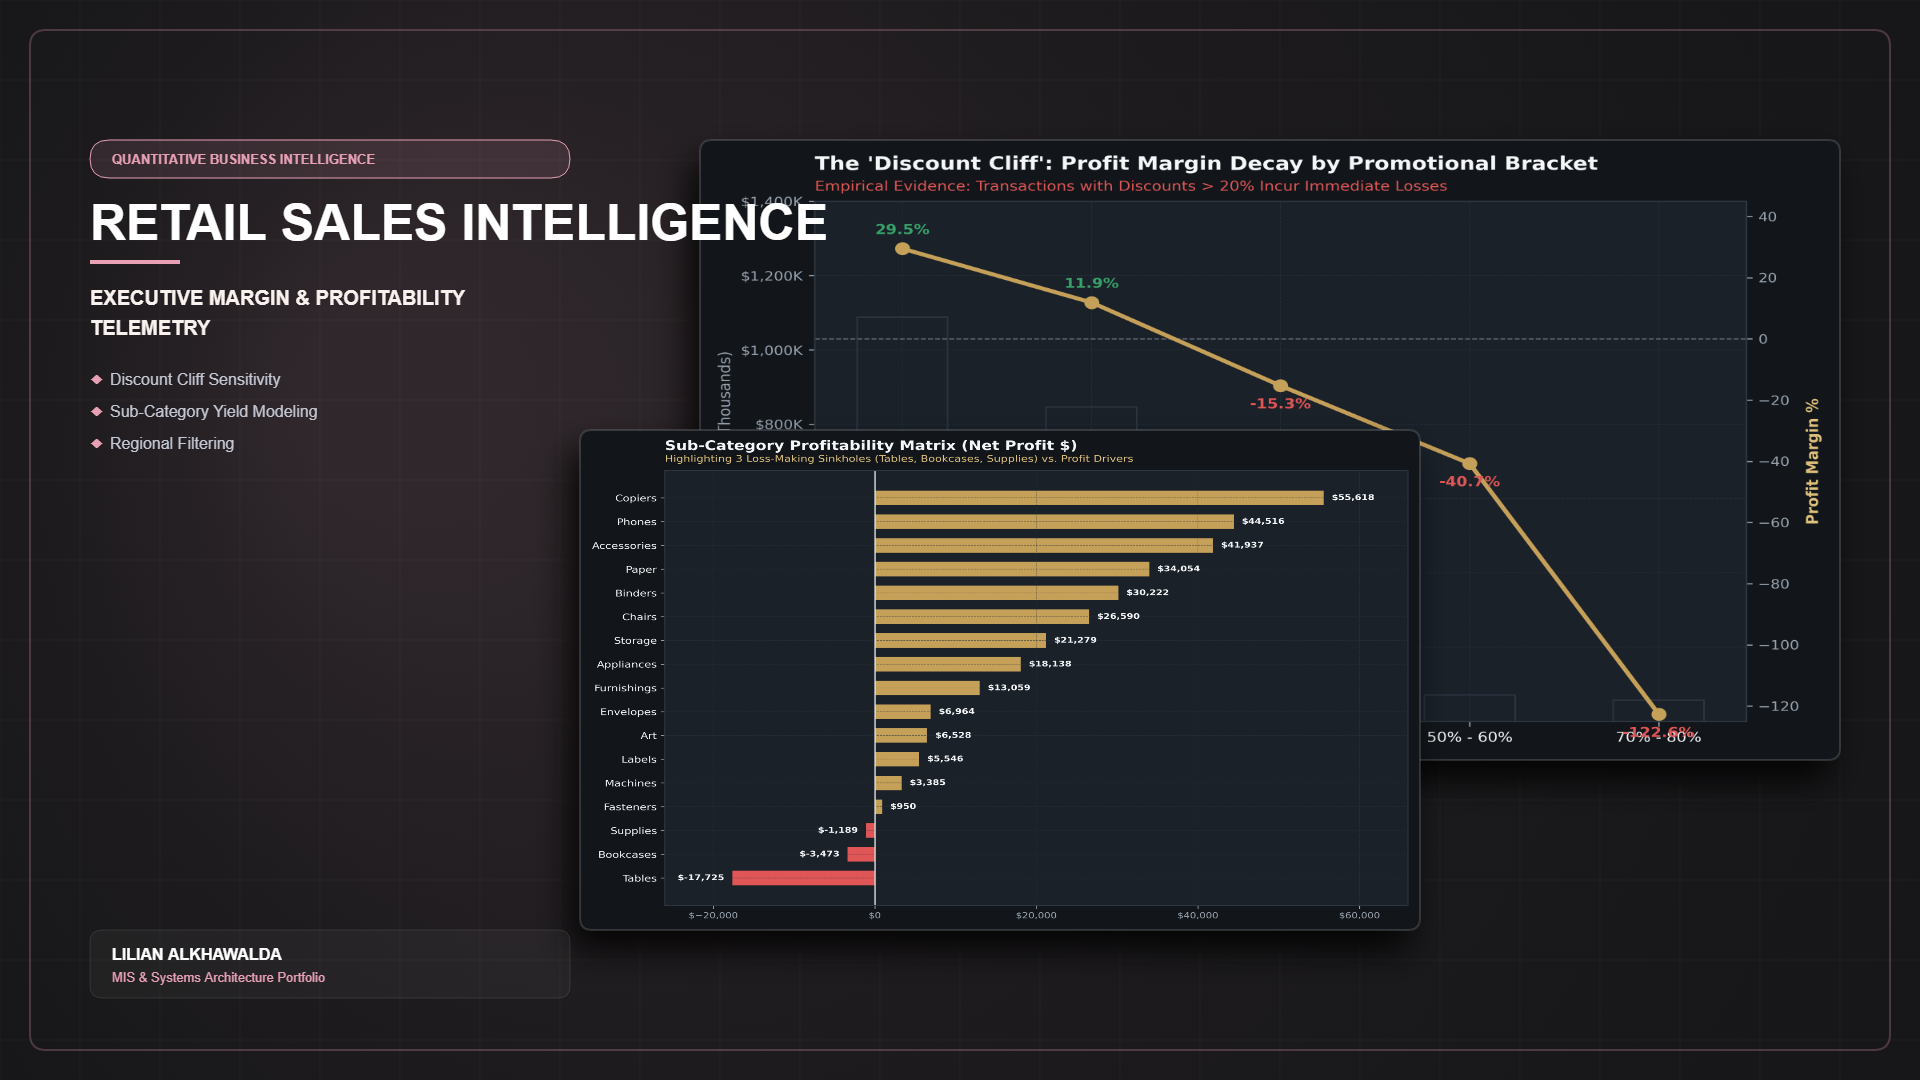 QUANTITATIVE BUSINESS INTELLIGENCE
RETAIL SALES INTELLIGENCE
EXECUTIVE MARGIN & PROFITABILITY
TELEMETRY
◆ Discount Cliff Sensitivity
◆ Sub-Category Yield Modeling
◆ Regional Filtering
LILIAN ALKHAWALDA
MIS & Systems Architecture Portfolio
The 'Discount Cliff': Profit Margin Decay by Promotional Bracket
Empirical Evidence: Transactions with Discounts > 20% Incur Immediate Losses
$1,400K
$1,200K
$1,000K
$800K
Thousands)
29.5%
11.9%
-15.3%
-40.7%
-122.6%
40
20
0
−20
−40
−60
−80
−100
−120
Profit Margin %
50% - 60%
70% - 80%
Sub-Category Profitability Matrix (Net Profit $)
Highlighting 3 Loss-Making Sinkholes (Tables, Bookcases, Supplies) vs. Profit Drivers
Copiers $55,618
Phones $44,516
Accessories $41,937
Paper $34,054
Binders $30,222
Chairs $26,590
Storage $21,279
Appliances $18,138
Furnishings $13,059
Envelopes $6,964
Art $6,528
Labels $5,546
Machines $3,385
Fasteners $950
Supplies $-1,189
Bookcases $-3,473
Tables $-17,725
$−20,000 $0 $20,000 $40,000 $60,000